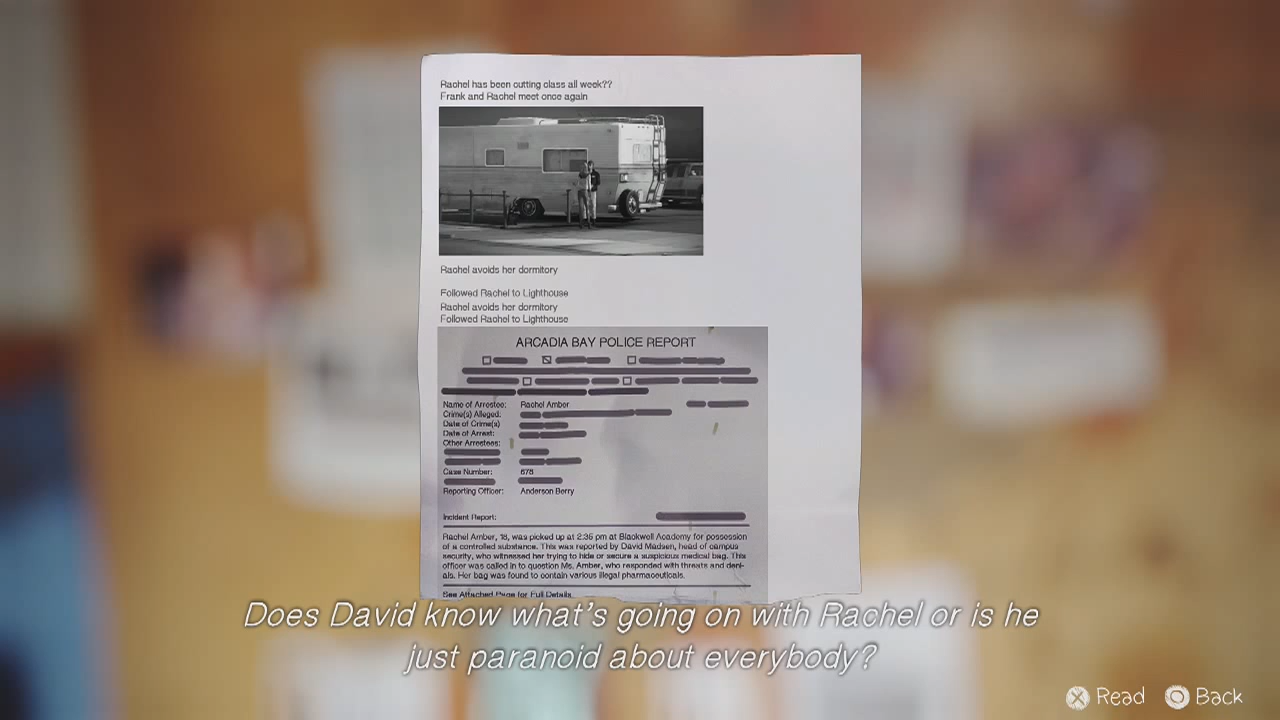 Rachel has been cutting class all week??
Frank and Rachel meet once again
Rachel avoids her dormitory
Followed Rachel to Lighthouse
Rachel avoids her dormitory
Followed Rachel to Lighthouse
ARCADIA BAY POLICE REPORT
Name of Arrestee: Rachel Amber
Crime(s) Alleged:
Date of Crime(s)
Date of Arrest:
Other Arrestees:
Case Number: 678
Reporting Officer: Anderson Berry
Incident Report:
Rachel Amber, 18, was picked up at 2:35 pm at Blackwell Academy for possession
of a controlled substance. This was reported by David Madsen, head of campus
security, who witnessed her trying to hide or secure a suspicious medical bag. This
officer was called in to question Ms. Amber, who responded with threats and deni-
als. Her bag was found to contain various illegal pharmaceuticals.
See Attached Page for Full Details
Does David know what's going on with Rachel or is he
just paranoid about everybody?
Read Back